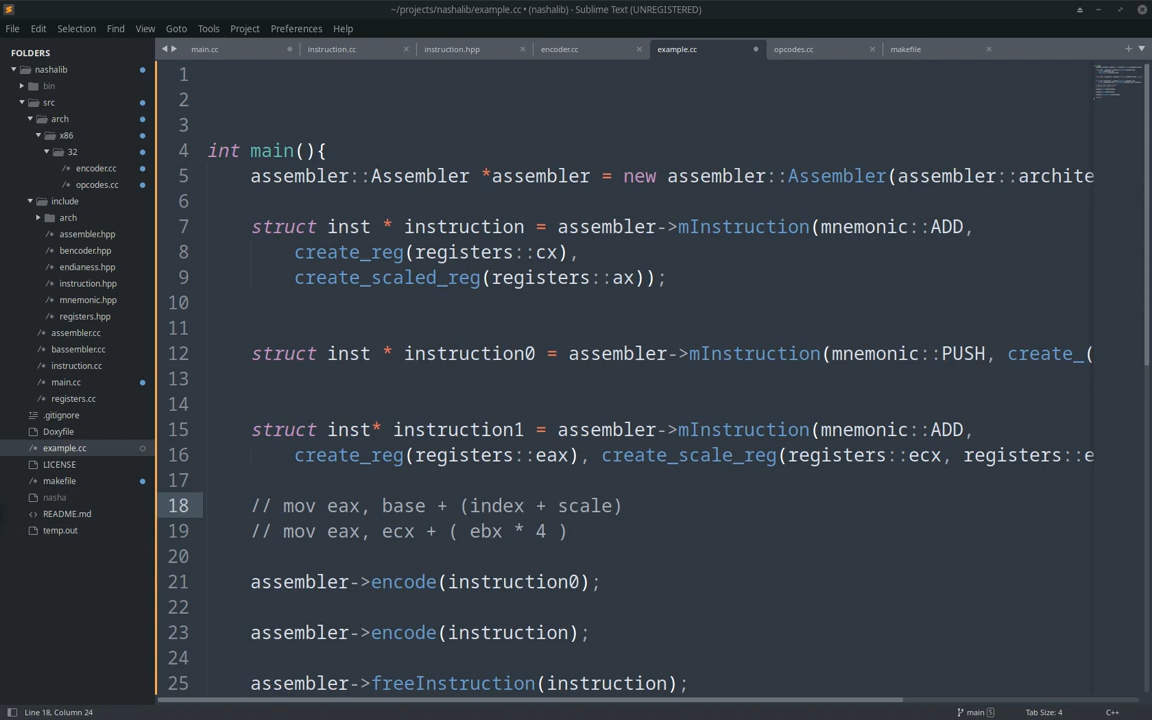 ~/projects/nashalib/example.cc • (nashalib) - Sublime Text (UNREGISTERED)
File Edit Selection Find View Goto Tools Project Preferences Help
FOLDERS
nashalib
bin
src
arch
x86
32
encoder.cc
opcodes.cc
include
arch
assembler.hpp
bencoder.hpp
endianess.hpp
instruction.hpp
mnemonic.hpp
registers.hpp
assembler.cc
bassembler.cc
instruction.cc
main.cc
registers.cc
.gitignore
Doxyfile
example.cc
LICENSE
makefile
nasha
README.md
temp.out
main.cc instruction.cc instruction.hpp encoder.cc example.cc opcodes.cc makefile
1
2
3
4 int main(){
5 assembler::Assembler *assembler = new assembler::Assembler(assembler::archite
6
7 struct inst * instruction = assembler->mInstruction(mnemonic::ADD,
8 create_reg(registers::cx),
9 create_scaled_reg(registers::ax));
10
11
12 struct inst * instruction0 = assembler->mInstruction(mnemonic::PUSH, create_(
13
14
15 struct inst* instruction1 = assembler->mInstruction(mnemonic::ADD,
16 create_reg(registers::eax), create_scale_reg(registers::ecx, registers::e
17
18 // mov eax, base + (index + scale)
19 // mov eax, ecx + ( ebx * 4 )
20
21 assembler->encode(instruction0);
22
23 assembler->encode(instruction);
24
25 assembler->freeInstruction(instruction);
Line 18, Column 24
main 5
Tab Size: 4
C++